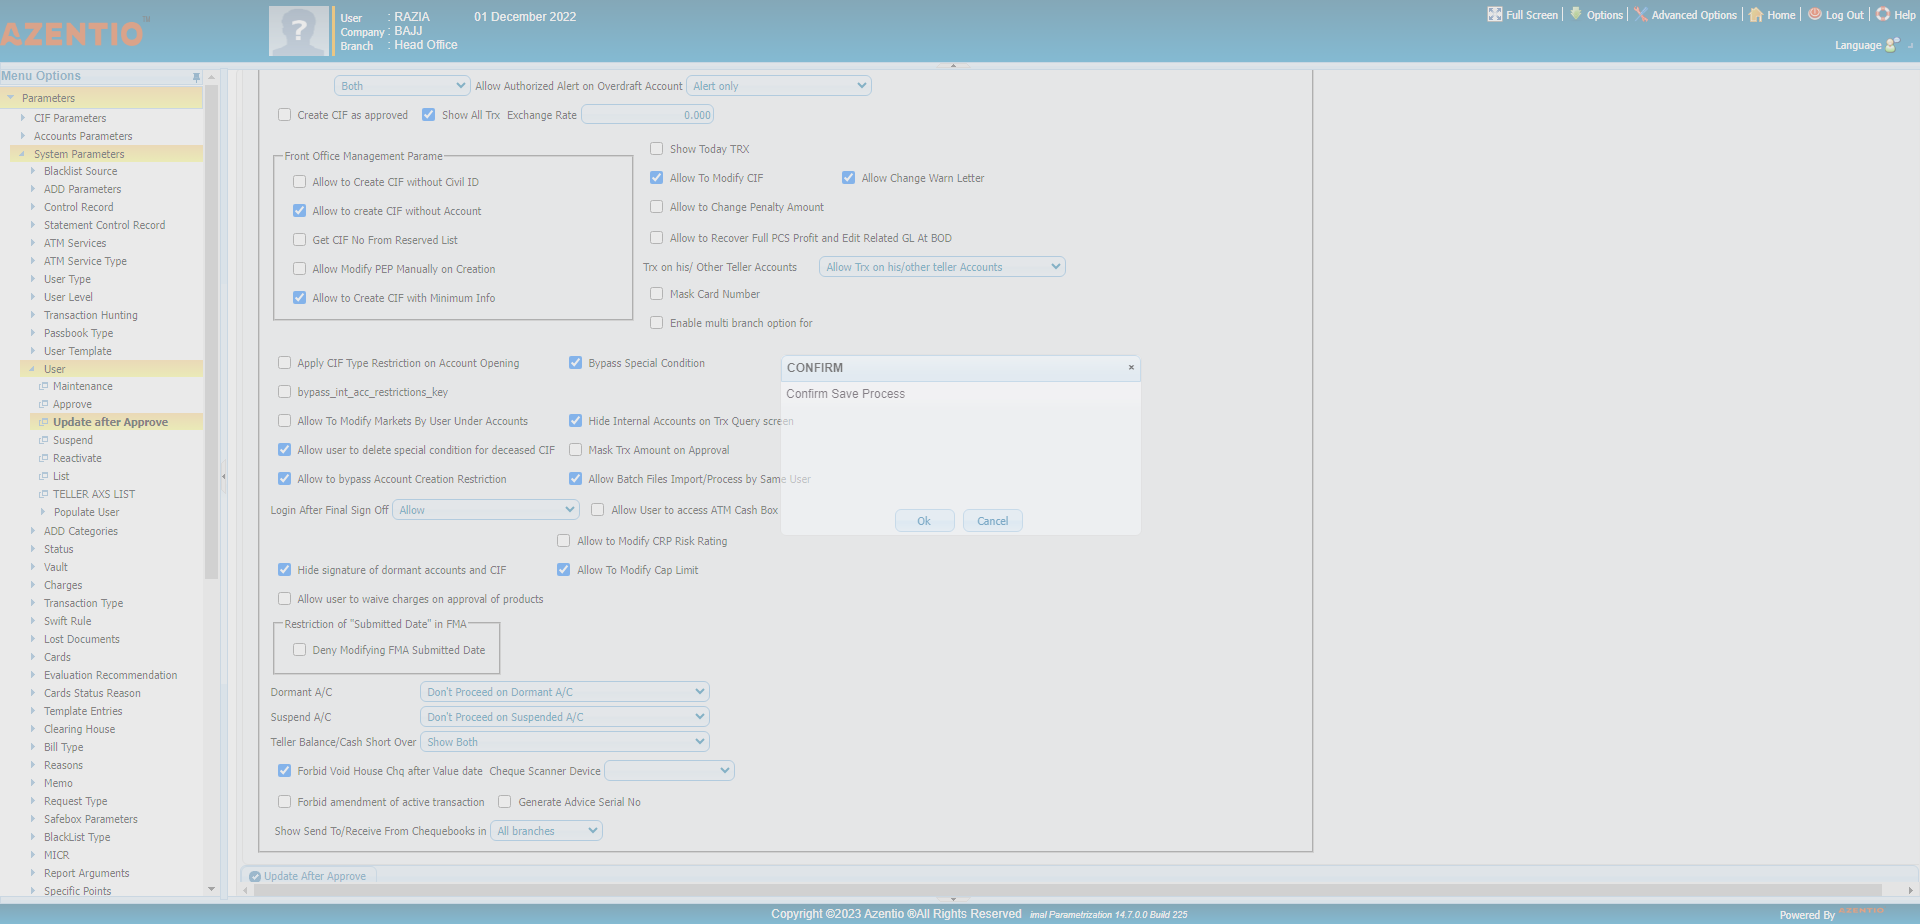 AZENTIO™
User : RAZIA 01 December 2022
Company : BAJJ
Branch : Head Office
Full Screen Options Advanced Options Home Log Out Help
Language
Menu Options
Parameters
CIF Parameters
Accounts Parameters
System Parameters
Blacklist Source
ADD Parameters
Control Record
Statement Control Record
ATM Services
ATM Service Type
User Type
User Level
Transaction Hunting
Passbook Type
User Template
User
Maintenance
Approve
Update after Approve
Suspend
Reactivate
List
TELLER AXS LIST
Populate User
ADD Categories
Status
Vault
Charges
Transaction Type
Swift Rule
Lost Documents
Cards
Evaluation Recommendation
Cards Status Reason
Template Entries
Clearing House
Bill Type
Reasons
Memo
Request Type
Safebox Parameters
BlackList Type
MICR
Report Arguments
Specific Points
Both Allow Authorized Alert on Overdraft Account Alert only
Create CIF as approved Show All Trx Exchange Rate 0.000
Front Office Management Parame
Allow to Create CIF without Civil ID
Allow to create CIF without Account
Get CIF No From Reserved List
Allow Modify PEP Manually on Creation
Allow to Create CIF with Minimum Info
Show Today TRX
Allow To Modify CIF Allow Change Warn Letter
Allow to Change Penalty Amount
Allow to Recover Full PCS Profit and Edit Related GL At BOD
Trx on his/ Other Teller Accounts Allow Trx on his/other teller Accounts
Mask Card Number
Enable multi branch option for
Apply CIF Type Restriction on Account Opening Bypass Special Condition
bypass_int_acc_restrictions_key
Allow To Modify Markets By User Under Accounts Hide Internal Accounts on Trx Query screen
Allow user to delete special condition for deceased CIF Mask Trx Amount on Approval
Allow to bypass Account Creation Restriction Allow Batch Files Import/Process by Same User
Login After Final Sign Off Allow Allow User to access ATM Cash Box
Allow to Modify CRP Risk Rating
Hide signature of dormant accounts and CIF Allow To Modify Cap Limit
Allow user to waive charges on approval of products
Restriction of "Submitted Date" in FMA
Deny Modifying FMA Submitted Date
Dormant A/C Don't Proceed on Dormant A/C
Suspend A/C Don't Proceed on Suspended A/C
Teller Balance/Cash Short Over Show Both
Forbid Void House Chq after Value date Cheque Scanner Device
Forbid amendment of active transaction Generate Advice Serial No
Show Send To/Receive From Chequebooks in All branches
CONFIRM ×
Confirm Save Process
Ok Cancel
Update After Approve
Copyright ©2023 Azentio ®All Rights Reserved imal Parametrization 14.7.0.0 Build 225
Powered By AZENTIO